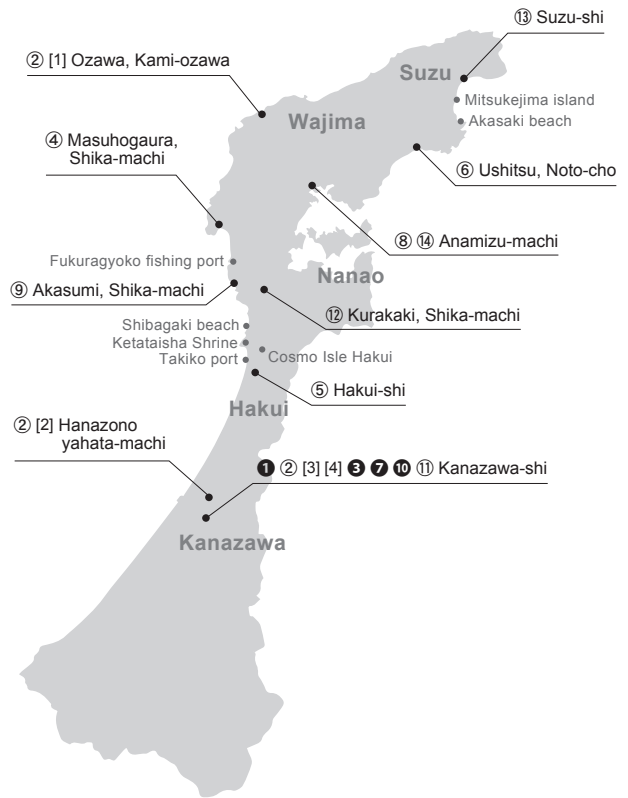 ⑬ Suzu-shi
② [1] Ozawa, Kami-ozawa
Suzu
Mitsukejima island
Wajima
Akasaki beach
④ Masuhogaura,
Shika-machi
⑥ Ushitsu, Noto-cho
⑧ ⑭ Anamizu-machi
Fukuragyoko fishing port
Nanao
⑨ Akasumi, Shika-machi
⑫ Kurakaki, Shika-machi
Shibagaki beach
Ketataisha Shrine
Cosmo Isle Hakui
Takiko port
⑤ Hakui-shi
Hakui
② [2] Hanazono
yahata-machi
❶ ② [3] [4] ❸ ❼ ❿ ⑪ Kanazawa-shi
Kanazawa